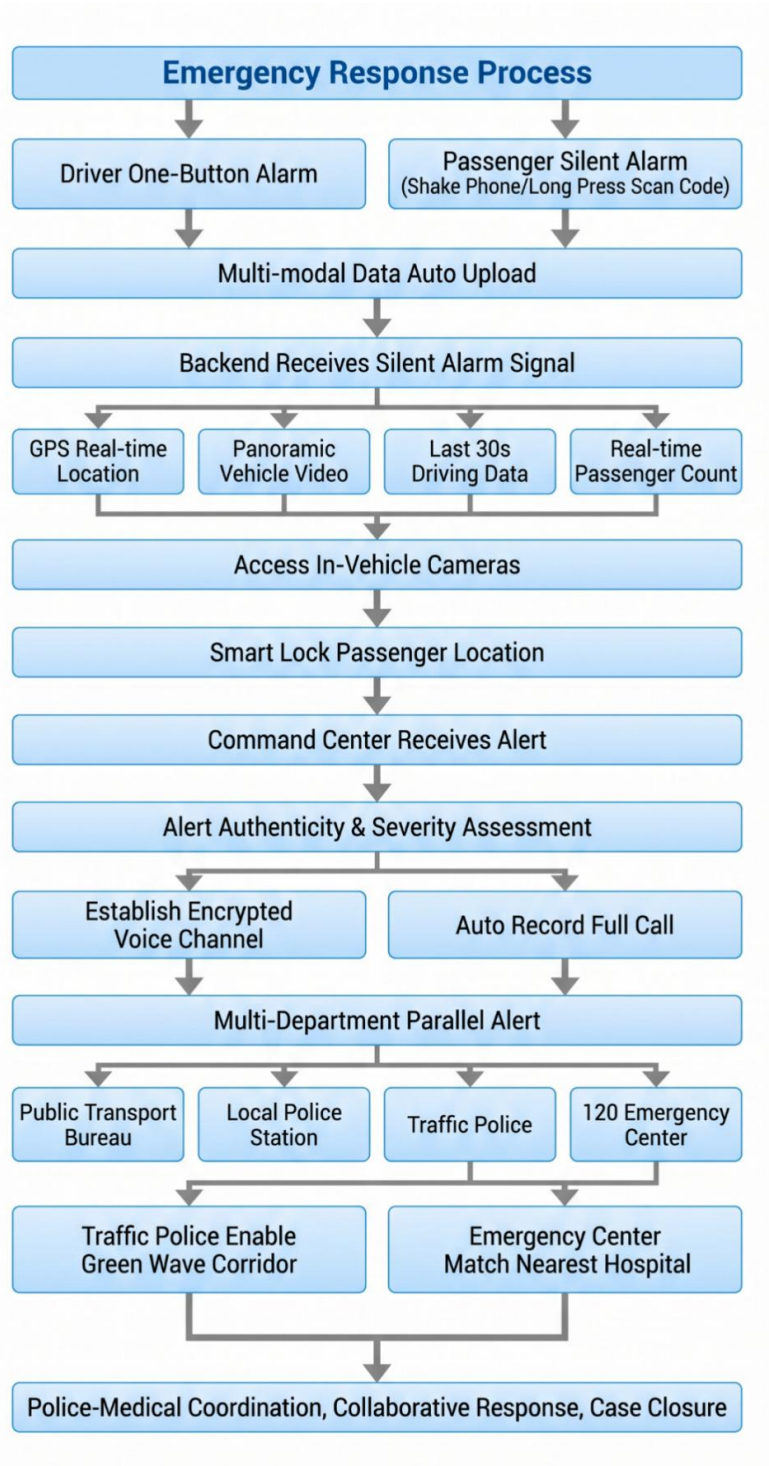 Emergency Response Process
Driver One-Button Alarm
Passenger Silent Alarm
(Shake Phone/Long Press Scan Code)
Multi-modal Data Auto Upload
Backend Receives Silent Alarm Signal
GPS Real-time
Location
Panoramic
Vehicle Video
Last 30s
Driving Data
Real-time
Passenger Count
Access In-Vehicle Cameras
Smart Lock Passenger Location
Command Center Receives Alert
Alert Authenticity & Severity Assessment
Establish Encrypted
Voice Channel
Auto Record Full Call
Multi-Department Parallel Alert
Public Transport
Bureau
Local Police
Station
Traffic Police
120 Emergency
Center
Traffic Police Enable
Green Wave Corridor
Emergency Center
Match Nearest Hospital
Police-Medical Coordination, Collaborative Response, Case Closure